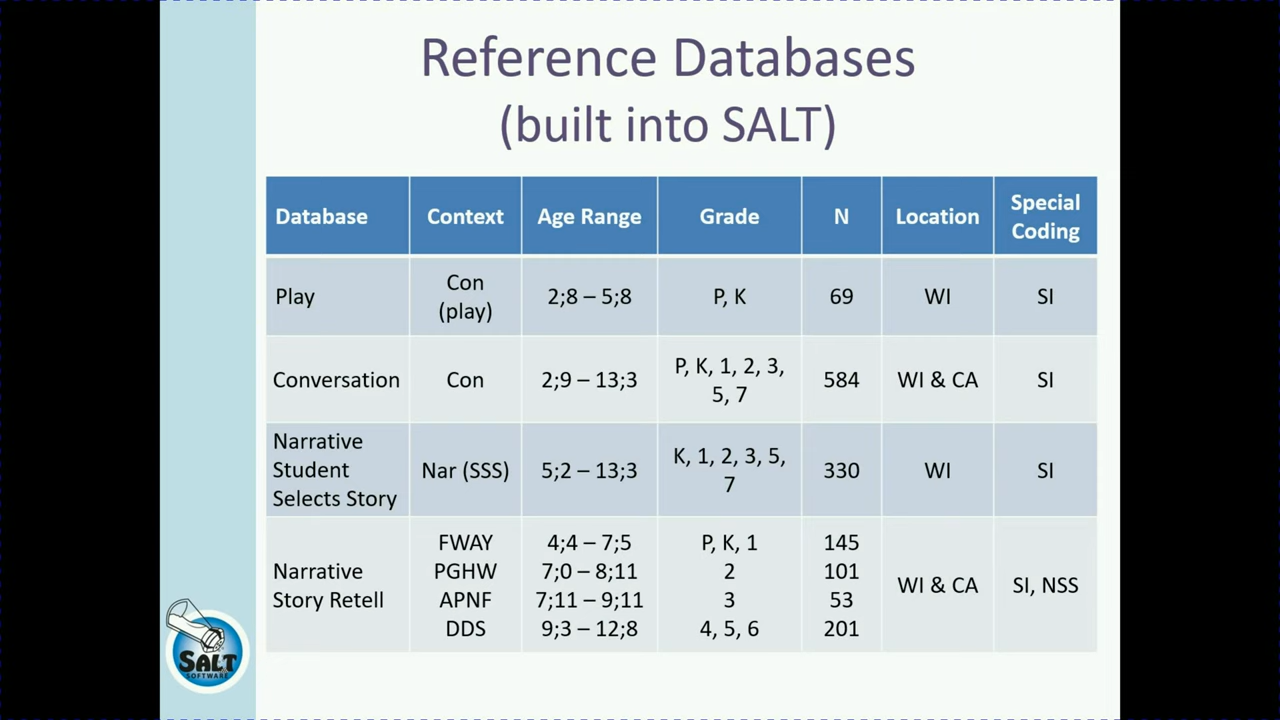 Reference Databases
(built into SALT)
Database Context Age Range Grade N Location Special Coding
Play Con (play) 2;8 – 5;8 P, K 69 WI SI
Conversation Con 2;9 – 13;3 P, K, 1, 2, 3, 5, 7 584 WI & CA SI
Narrative Student Selects Story Nar (SSS) 5;2 – 13;3 K, 1, 2, 3, 5, 7 330 WI SI
Narrative Story Retell
FWAY 4;4 – 7;5 P, K, 1 145
PGHW 7;0 – 8;11 2 101
APNF 7;11 – 9;11 3 53
DDS 9;3 – 12;8 4, 5, 6 201
WI & CA SI, NSS
SALT
SOFTWARE